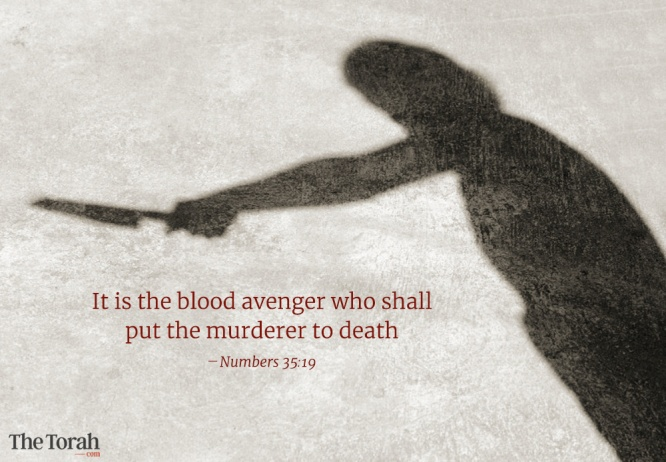 It is the blood avenger who shall
put the murderer to death
– Numbers 35:19
The Torah
.com